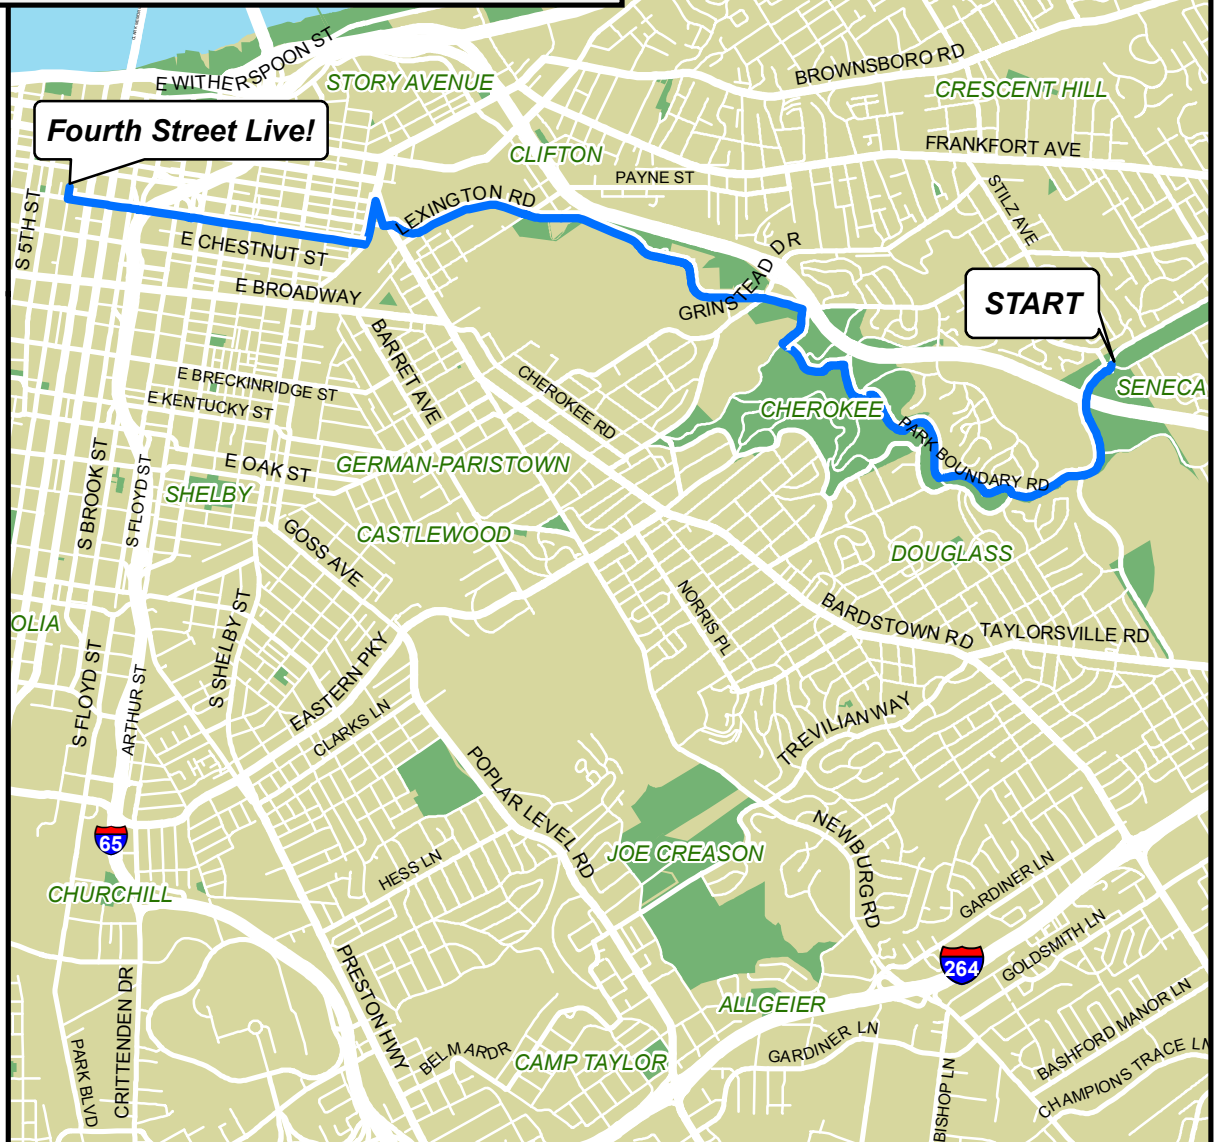 E WITHERSPOON ST
STORY AVENUE
BROWNSBORO RD
CRESCENT HILL
Fourth Street Live!
CLIFTON
FRANKFORT AVE
PAYNE ST
STILZ AVE
S 5TH ST
LEXINGTON RD
E CHESTNUT ST
GRINSTEAD DR
START
E BROADWAY
BARRET AVE
CHEROKEE RD
E BRECKINRIDGE ST
E KENTUCKY ST
SENECA
CHEROKEE
PARK BOUNDARY RD
E OAK ST
GERMAN-PARISTOWN
SHELBY
S BROOK ST
S FLOYD ST
GOSS AVE
CASTLEWOOD
DOUGLASS
NORRIS PL
BARDSTOWN RD
TAYLORSVILLE RD
OLIA
S SHELBY ST
S FLOYD ST
ARTHUR ST
EASTERN PKY
CLARKS LN
TREVILIAN WAY
POPLAR LEVEL RD
NEWBURG RD
65
JOE CREASON
HESS LN
CHURCHILL
GARDINER LN
GOLDSMITH LN
264
PRESTON HWY
CRITTENDEN DR
ALLGEIER
BASHFORD MANOR LN
GARDINER LN
PARK BLVD
BELMAR DR
CAMP TAYLOR
CHAMPIONS TRACE LN
BISHOP LN